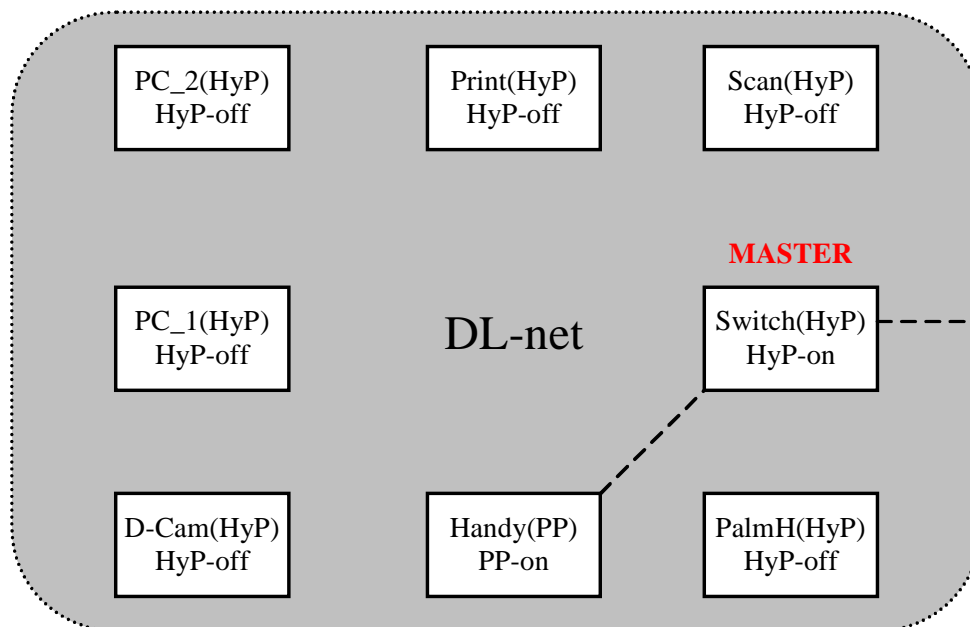 PC_2(HyP)
HyP-off
Print(HyP)
HyP-off
Scan(HyP)
HyP-off
MASTER
PC_1(HyP)
HyP-off
DL-net
Switch(HyP)
HyP-on
D-Cam(HyP)
HyP-off
Handy(PP)
PP-on
PalmH(HyP)
HyP-off